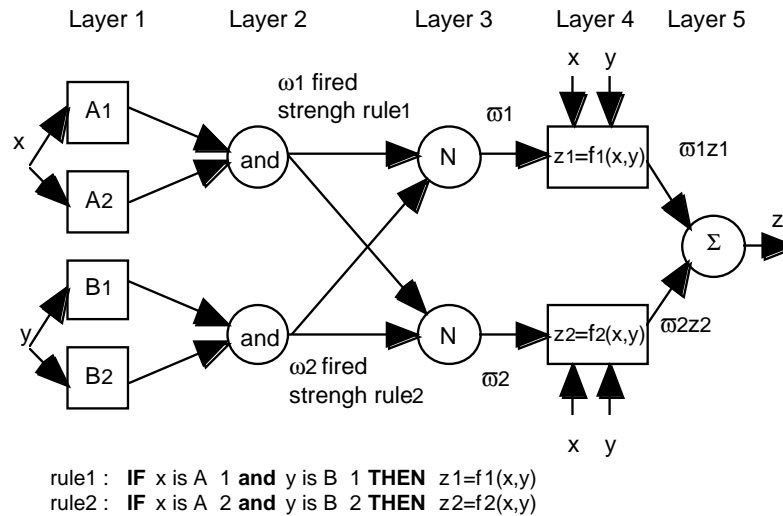 Layer 1 Layer 2 Layer 3 Layer 4 Layer 5
x y
ω1 fired
strengh rule1
ϖ1
A1
x
and
N
z1=f1(x,y)
ϖ1z1
A2
z
Σ
B1
y
and
N
z2=f2(x,y)
ϖ2z2
B2
ω2 fired
strengh rule2
ϖ2
x y
rule1 : IF x is A 1 and y is B 1 THEN z1=f1(x,y)
rule2 : IF x is A 2 and y is B 2 THEN z2=f2(x,y)